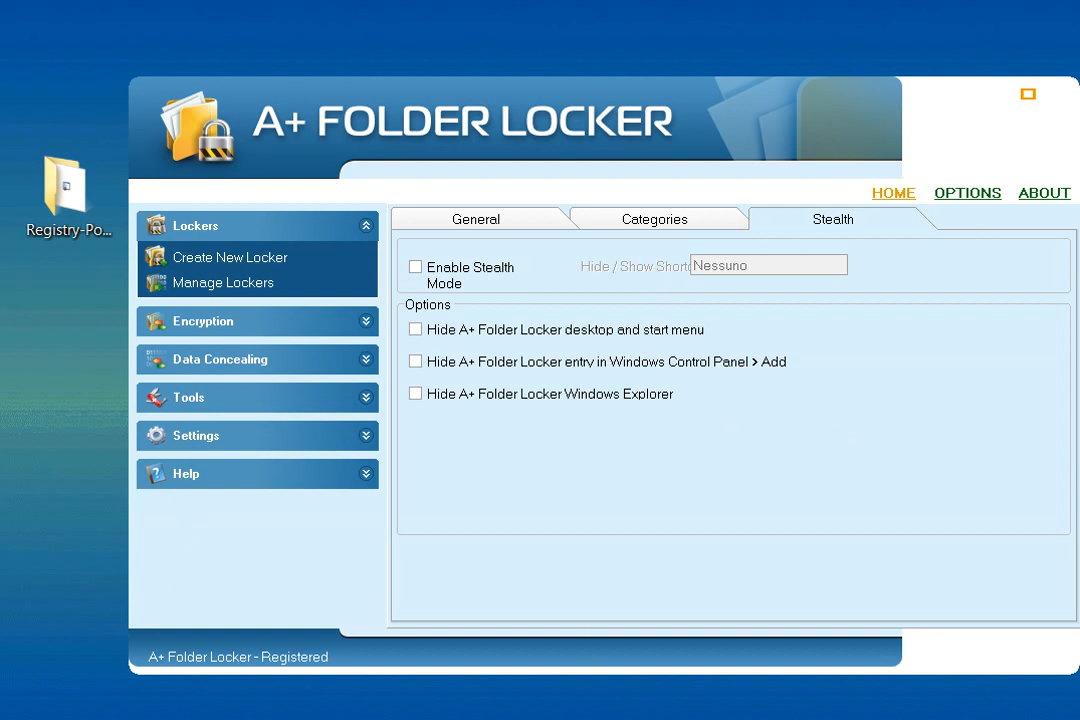 A+ FOLDER LOCKER
HOME OPTIONS ABOUT
Registry-Po...
Lockers
Create New Locker
Manage Lockers
Encryption
Data Concealing
Tools
Settings
Help
General Categories Stealth
Enable Stealth
Mode
Hide / Show Short
Nessuno
Options
Hide A+ Folder Locker desktop and start menu
Hide A+ Folder Locker entry in Windows Control Panel > Add
Hide A+ Folder Locker Windows Explorer
A+ Folder Locker - Registered